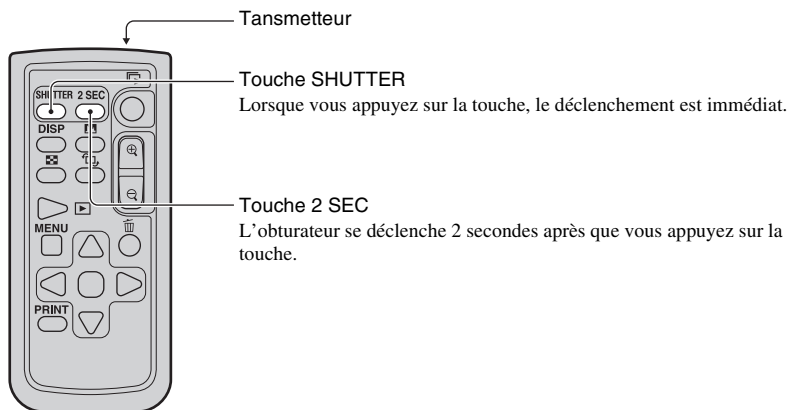 Tansmetteur
Touche SHUTTER
Lorsque vous appuyez sur la touche, le déclenchement est immédiat.
Touche 2 SEC
L'obturateur se déclenche 2 secondes après que vous appuyez sur la
touche.
SHUTTER 2 SEC
DISP
MENU
PRINT